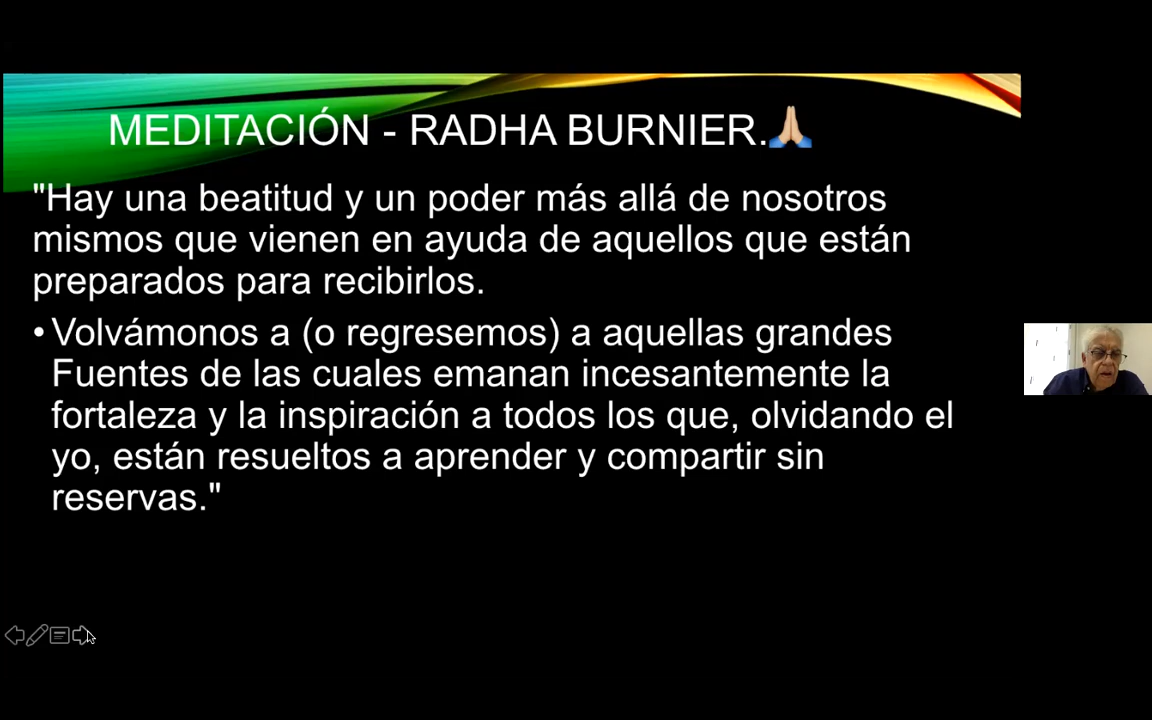 MEDITACIÓN - RADHA BURNIER.🙏🏼
"Hay una beatitud y un poder más allá de nosotros
mismos que vienen en ayuda de aquellos que están
preparados para recibirlos.
• Volvámonos a (o regresemos) a aquellas grandes
Fuentes de las cuales emanan incesantemente la
fortaleza y la inspiración a todos los que, olvidando el
yo, están resueltos a aprender y compartir sin
reservas."